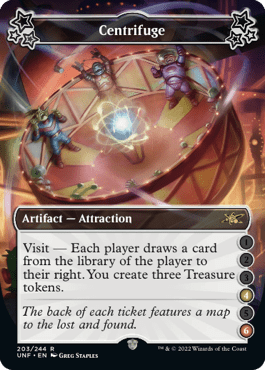 Centrifuge
Artifact — Attraction
Visit — Each player draws a card
from the library of the player to
their right. You create three Treasure
tokens.
The back of each ticket features a map
to the lost and found.
1
2
3
4
5
6
203/244 R
UNF • EN Greg Staples
™ & © 2022 Wizards of the Coast